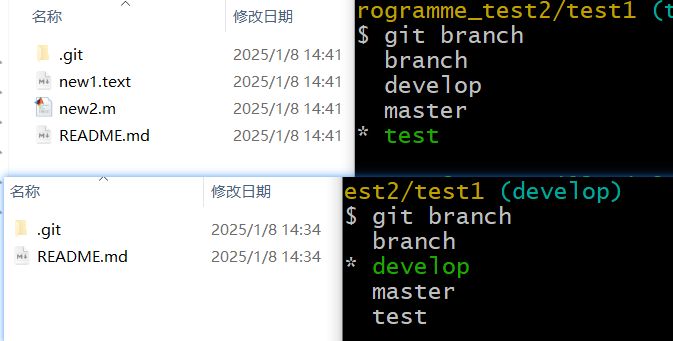 名称 修改日期
.git 2025/1/8 14:41
new1.text 2025/1/8 14:41
new2.m 2025/1/8 14:41
README.md 2025/1/8 14:41
rogramme_test2/test1 (t
$ git branch
branch
develop
master
* test
名称 修改日期
.git 2025/1/8 14:34
README.md 2025/1/8 14:34
est2/test1 (develop)
$ git branch
branch
* develop
master
test